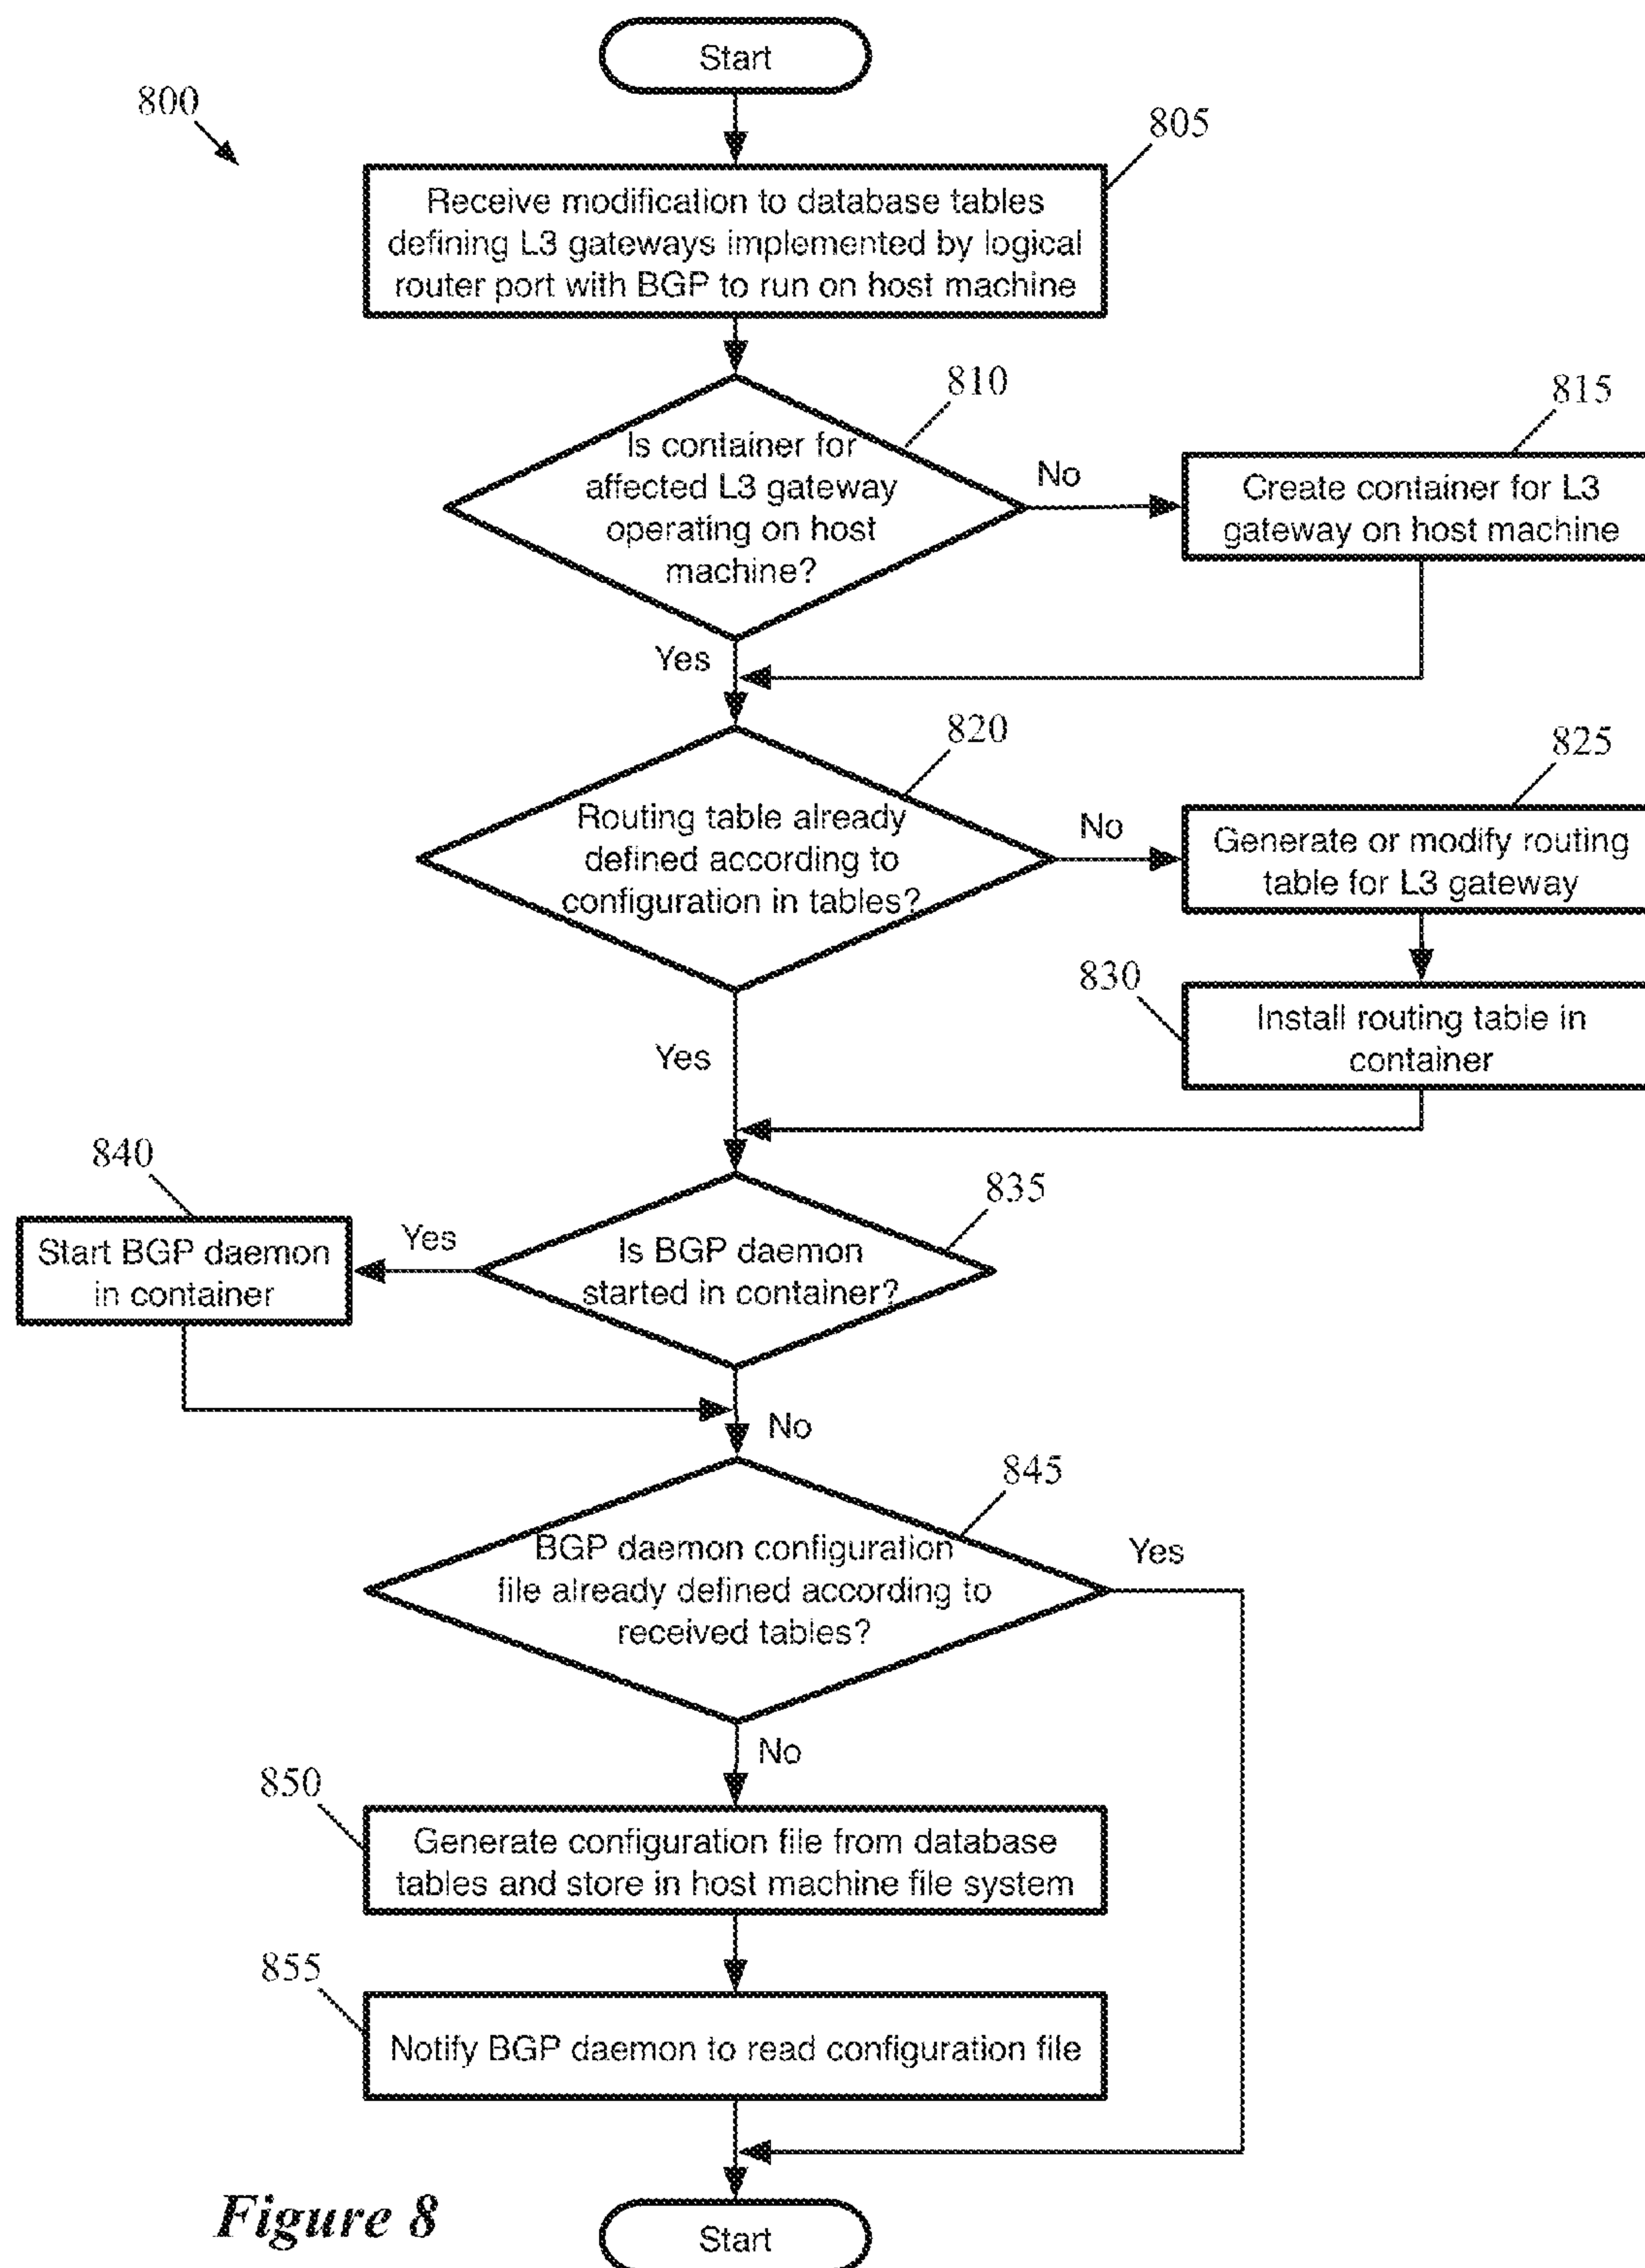 Start
800
805
Receive modification to database tables
defining L3 gateways implemented by logical
router port with BGP to run on host machine
810
Is container for
affected L3 gateway
operating on host
machine?
No
815
Create container for L3
gateway on host machine
Yes
820
Routing table already
defined according to
configuration in tables?
No
825
Generate or modify routing
table for L3 gateway
830
Install routing table in
container
Yes
835
Is BGP daemon
started in container?
Yes
840
Start BGP daemon
in container
No
845
BGP daemon configuration
file already defined according to
received tables?
Yes
No
850
Generate configuration file from database
tables and store in host machine file system
855
Notify BGP daemon to read configuration file
Figure 8
Start